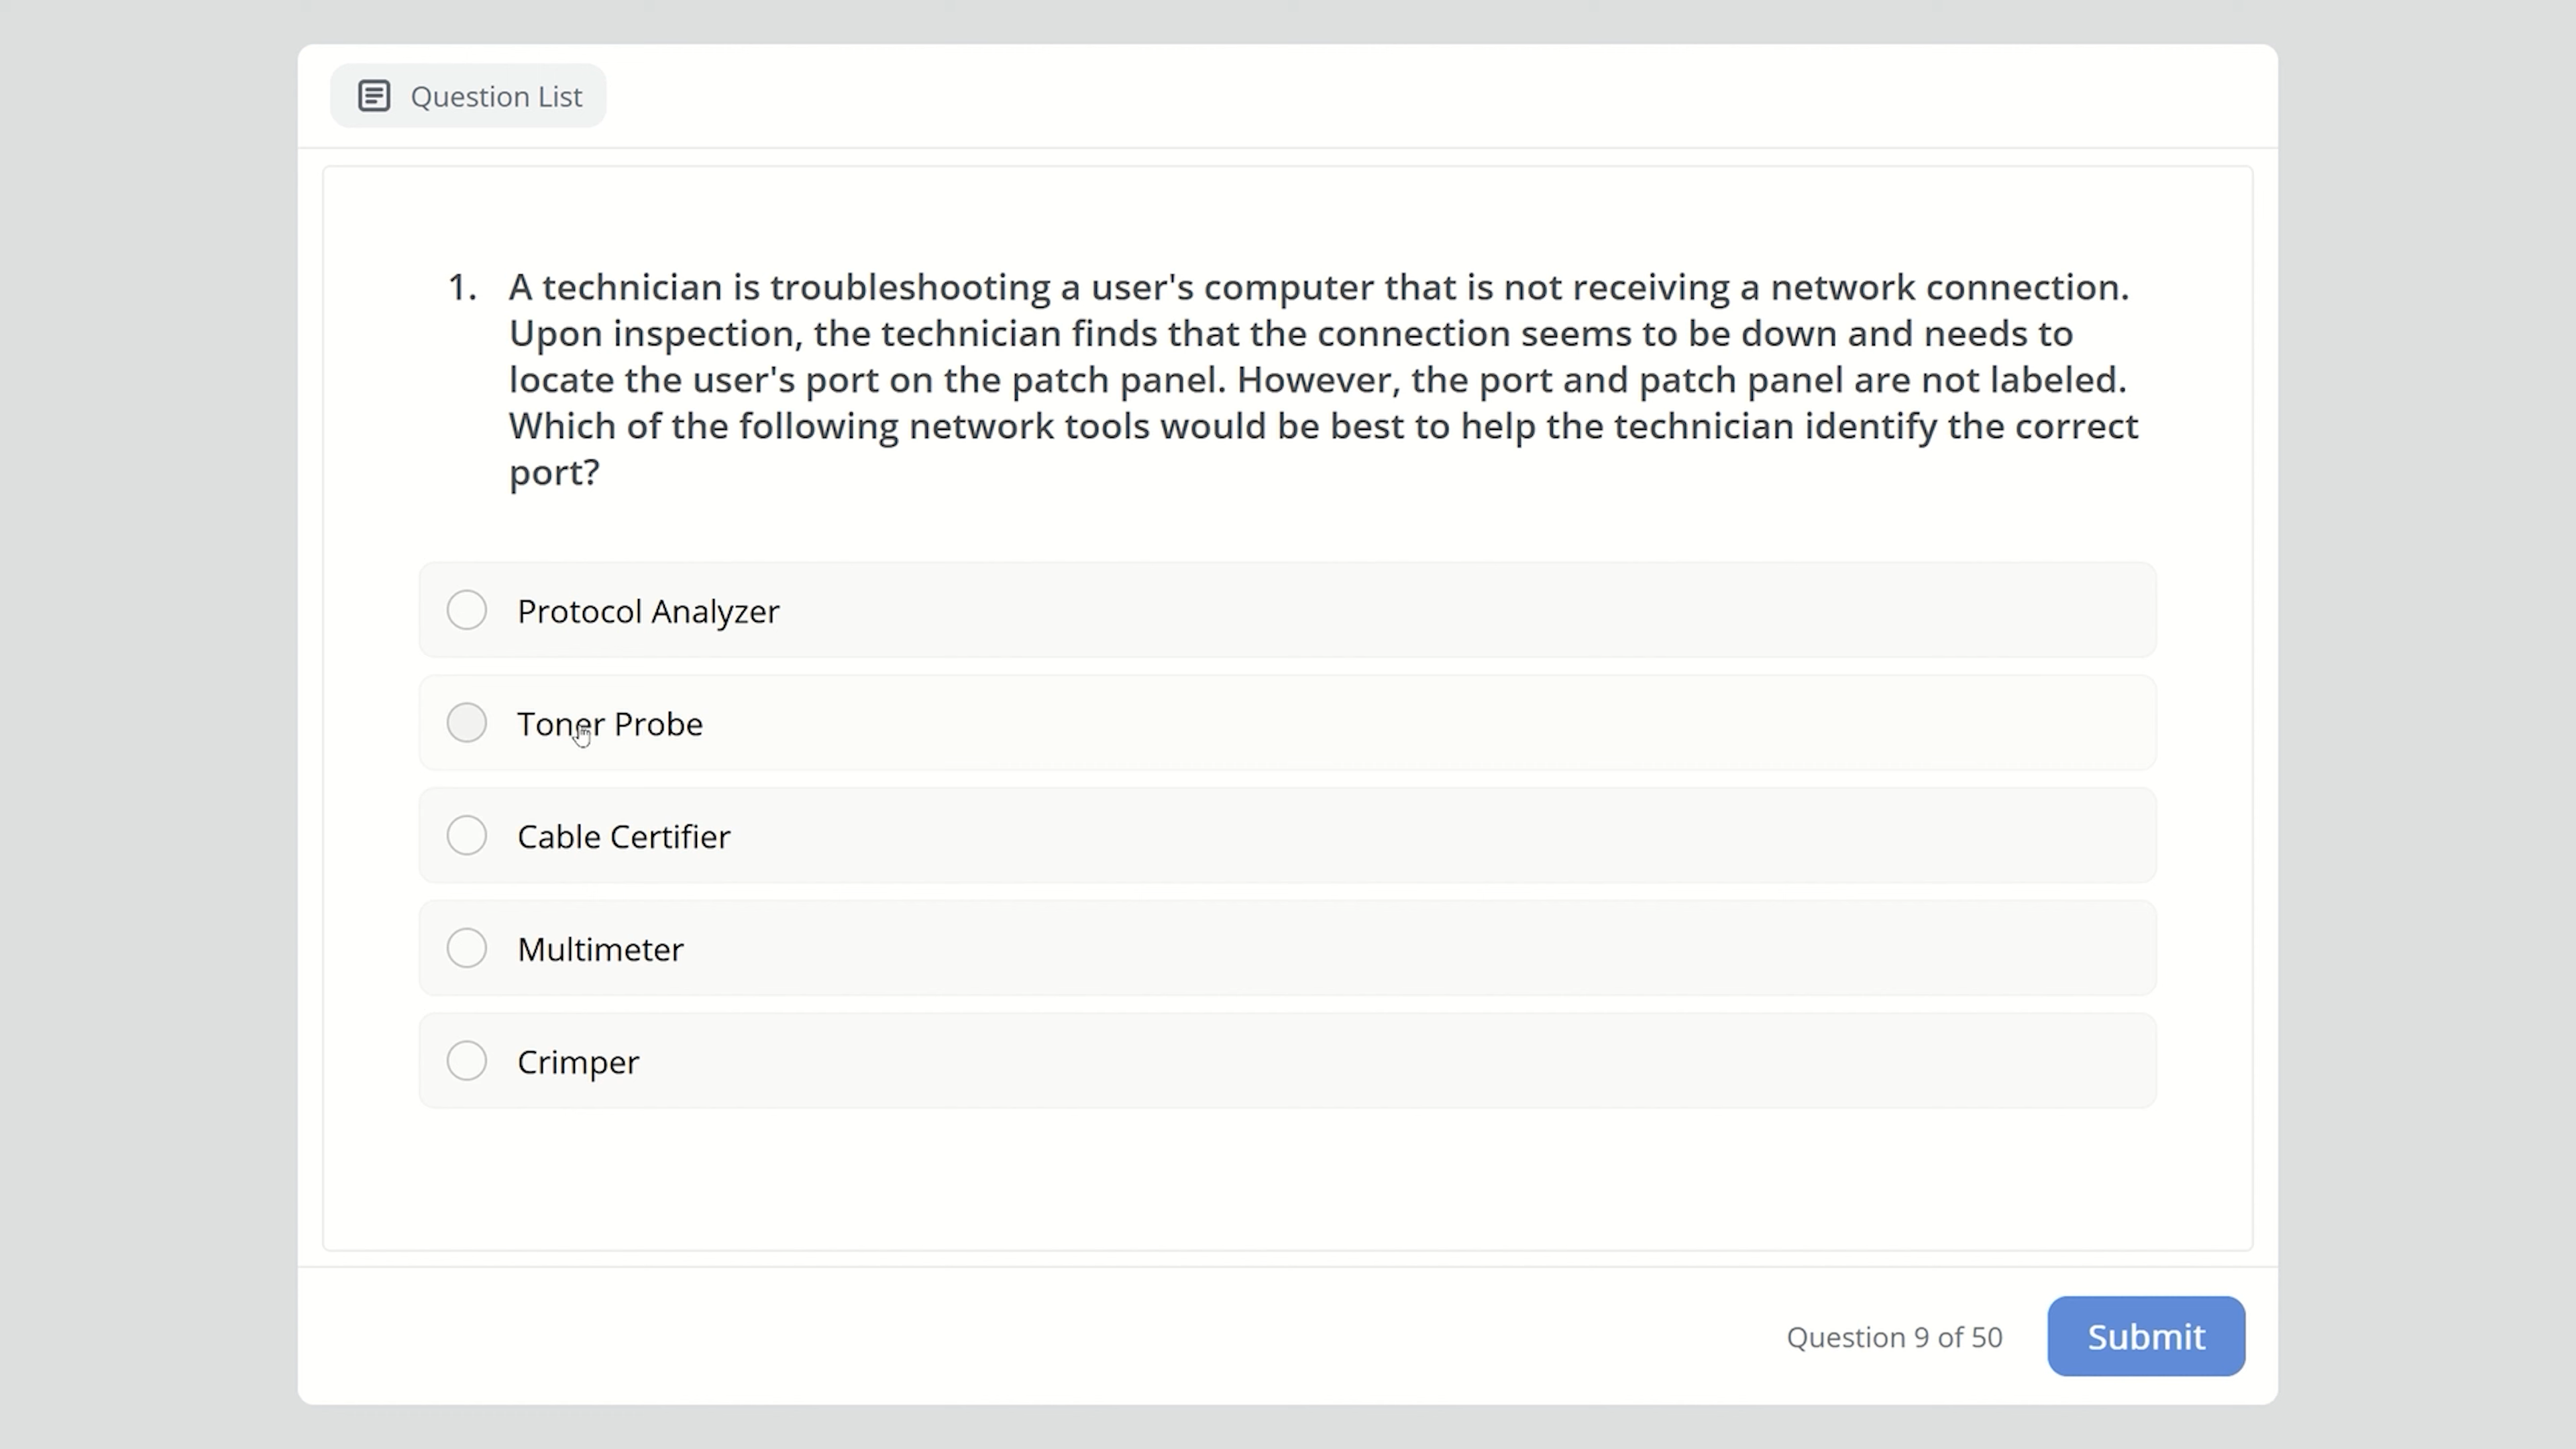 Question List
1. A technician is troubleshooting a user's computer that is not receiving a network connection.
Upon inspection, the technician finds that the connection seems to be down and needs to
locate the user's port on the patch panel. However, the port and patch panel are not labeled.
Which of the following network tools would be best to help the technician identify the correct
port?
Protocol Analyzer
Toner Probe
Cable Certifier
Multimeter
Crimper
Question 9 of 50
Submit